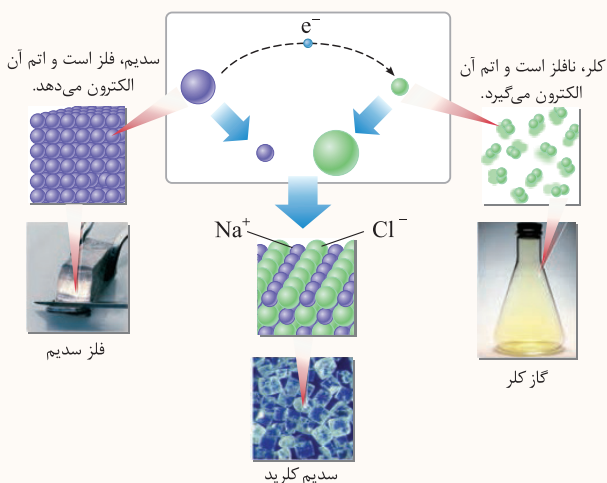 e⁻
کلر، نافلز است و اتم آن
الکترون می‌گیرد.
سدیم، فلز است و اتم آن
الکترون می‌دهد.
Na⁺
Cl⁻
گاز کلر
فلز سدیم
سدیم کلرید